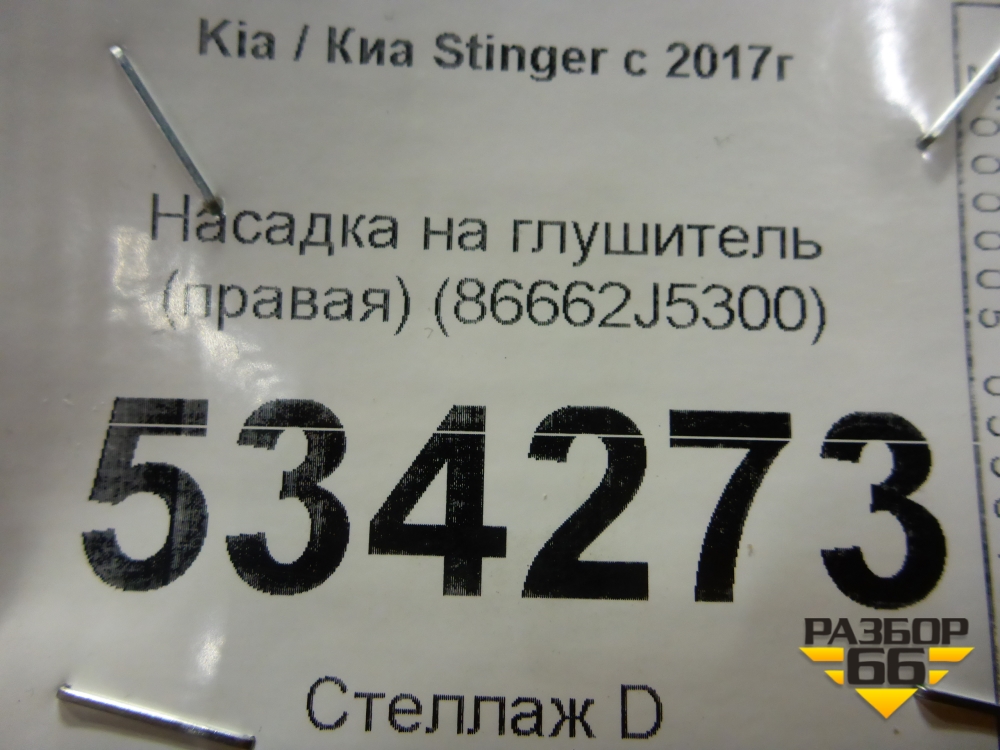 Kia / Киа Stinger с 2017г
Насадка на глушитель
(правая) (86662J5300)
534273
РАЗБОР
66
Стеллаж D